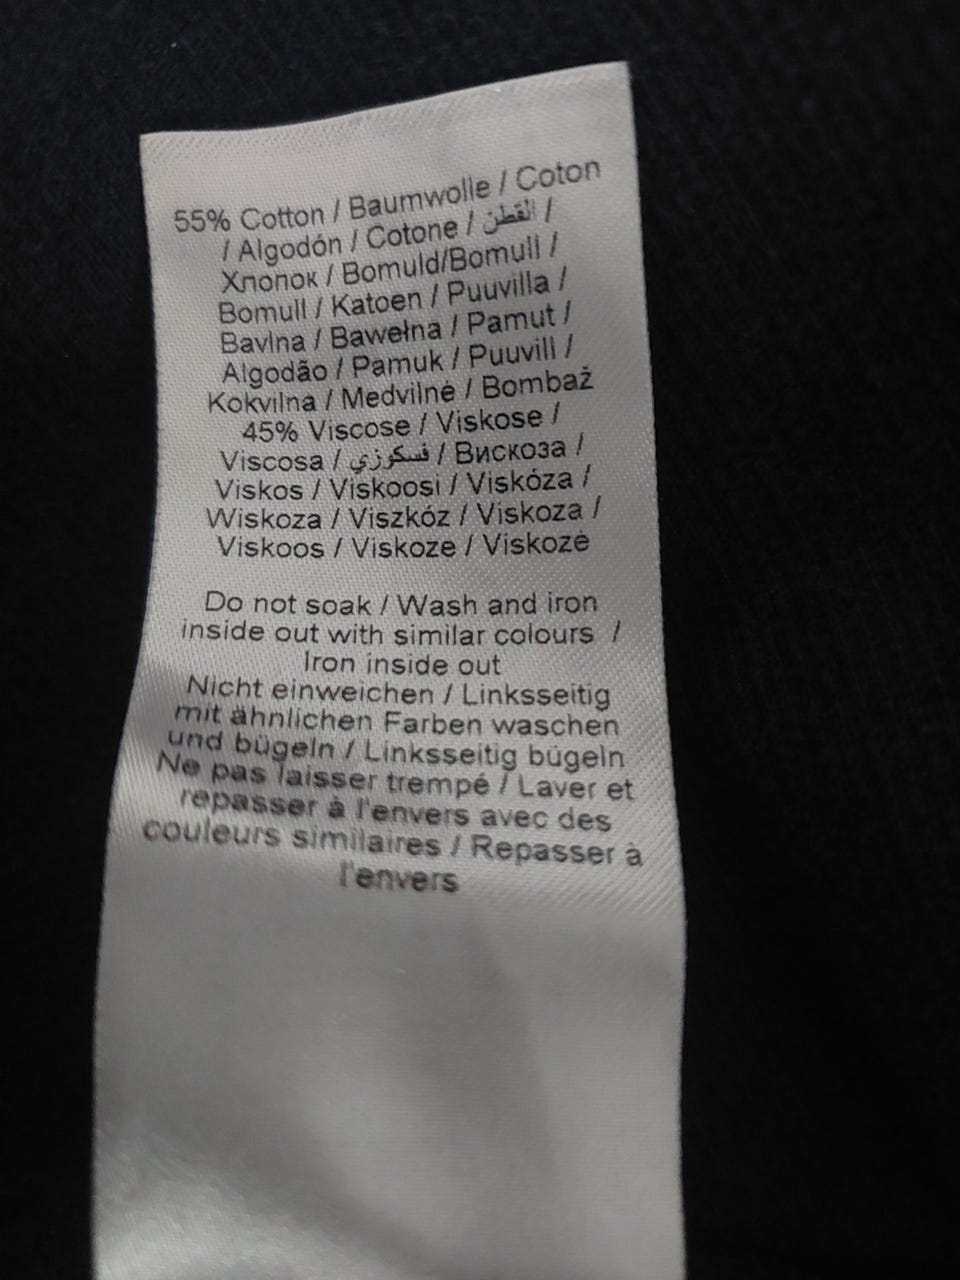 55% Cotton / Baumwolle / Coton
/ Algodón / Cotone / القطن /
Хлопок / Bomuld/Bomull /
Bomull / Katoen / Puuvilla /
Bavlna / Bawełna / Pamut /
Algodão / Pamuk / Puuvill /
Kokvilna / Medvilnė / Bombaž
45% Viscose / Viskose /
Viscosa / فسكوزي / Вискоза /
Viskos / Viskoosi / Viskóza /
Wiskoza / Viszkóz / Viskoza /
Viskoos / Viskoze / Viskozė
Do not soak / Wash and iron
inside out with similar colours /
Iron inside out
Nicht einweichen / Linksseitig
mit ähnlichen Farben waschen
und bügeln / Linksseitig bügeln
Ne pas laisser trempé / Laver et
repasser à l'envers avec des
couleurs similaires / Repasser à
l'envers